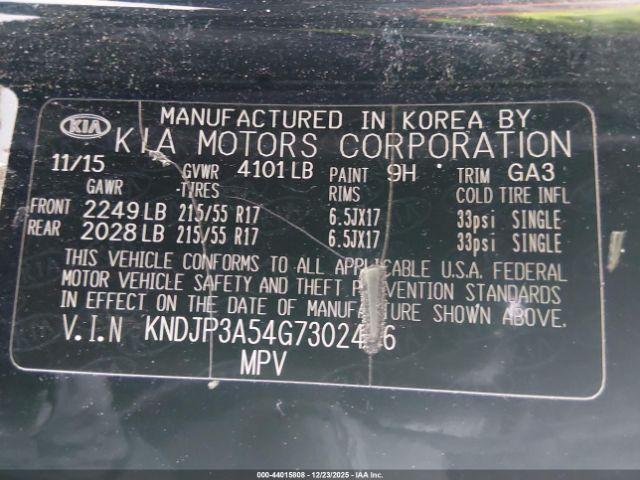 MANUFACTURED IN KOREA BY
KIA KIA MOTORS CORPORATION
11/15 GVWR 4101 LB PAINT 9H TRIM GA3
GAWR TIRES RIMS COLD TIRE INFL
FRONT 2249 LB 215/55 R17 6.5JX17 33psi SINGLE
REAR 2028 LB 215/55 R17 6.5JX17 33psi SINGLE
THIS VEHICLE CONFORMS TO ALL APPLICABLE U.S.A. FEDERAL
MOTOR VEHICLE SAFETY AND THEFT PREVENTION STANDARDS
IN EFFECT ON THE DATE OF MANUFACTURE SHOWN ABOVE.
V.I.N
MPV
000-44015808 - 12/23/2025 - IAA Inc.